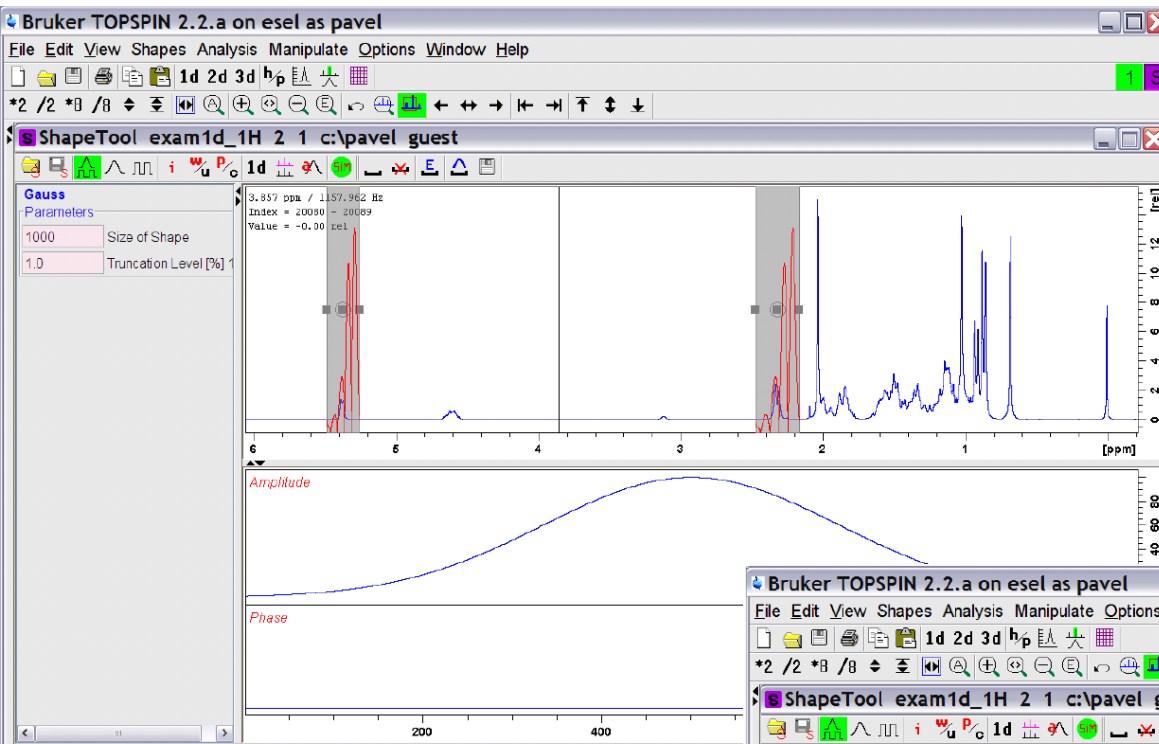 Bruker TOPSPIN 2.2.a on esel as pavel
File Edit View Shapes Analysis Manipulate Options Window Help
1d 2d 3d h/p 1 S
*2 /2 *8 /8
S ShapeTool exam1d_1H 2 1 c:\pavel guest
S i w/u P/c 1d SIM E
Gauss
Parameters
1000 Size of Shape
1.0 Truncation Level [%] 1
3.857 ppm / 1157.962 Hz
Index = 20080 - 20089
Value = -0.00 rel
[rel]
12
10
8
6
4
2
0
6 5 4 3 2 1 [ppm]
Amplitude
80
60
40
Phase
200 400
Bruker TOPSPIN 2.2.a on esel as pavel
File Edit View Shapes Analysis Manipulate Options
1d 2d 3d h/p
*2 /2 *8 /8
S ShapeTool exam1d_1H 2 1 c:\pavel g
S i w/u P/c 1d SIM